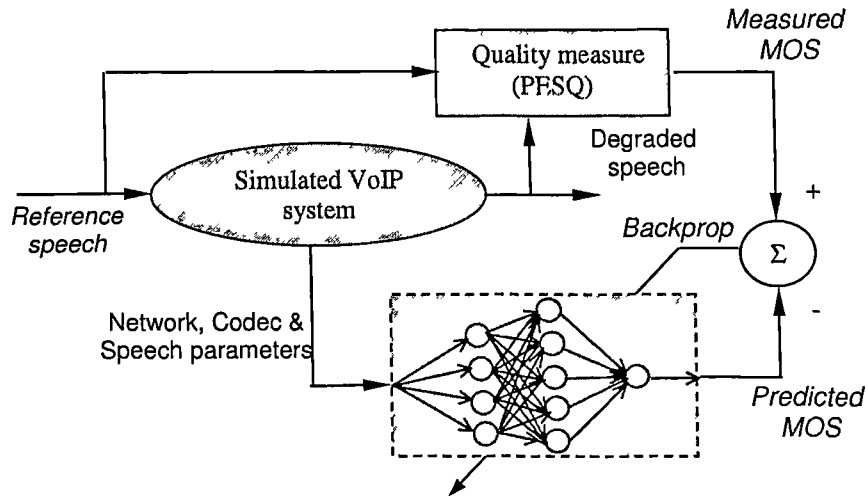 Measured
MOS
Quality measure
(PESQ)
Degraded
speech
Simulated VoIP
system
Reference
speech
+
Backprop
Σ
-
Network, Codec &
Speech parameters
Predicted
MOS